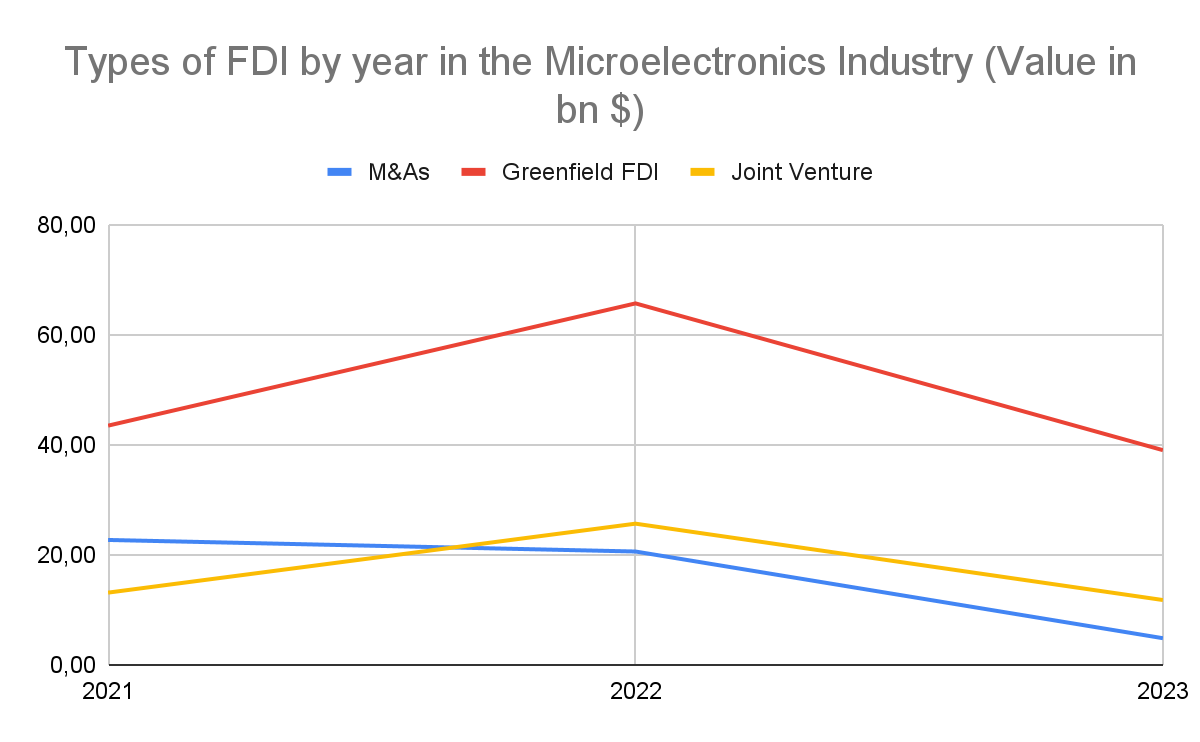 Types of FDI by year in the Microelectronics Industry (Value in
bn $)
M&As Greenfield FDI Joint Venture
80,00
60,00
40,00
20,00
0,00
2021 2022 2023